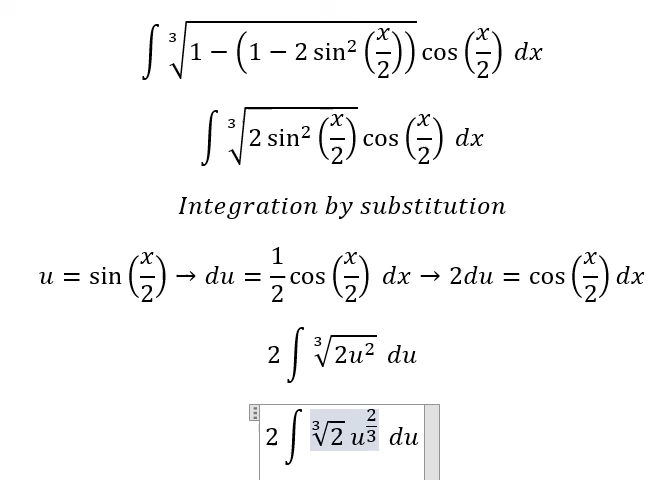 ∫ ∛(1 − (1 − 2 sin² (x/2))) cos (x/2) dx
∫ ∛(2 sin² (x/2)) cos (x/2) dx
Integration by substitution
u = sin (x/2) → du = 1/2 cos (x/2) dx → 2du = cos (x/2) dx
2 ∫ ∛(2u²) du
2 ∫ ∛2 u^(2/3) du